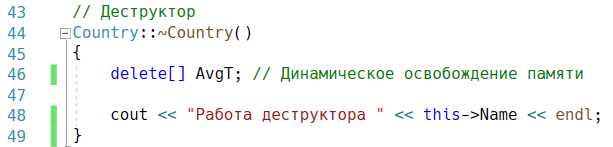 43 // Деструктор
44 Country::~Country()
45 {
46 delete[] AvgT; // Динамическое освобождение памяти
47
48 cout << "Работа деструктора " << this->Name << endl;
49 }